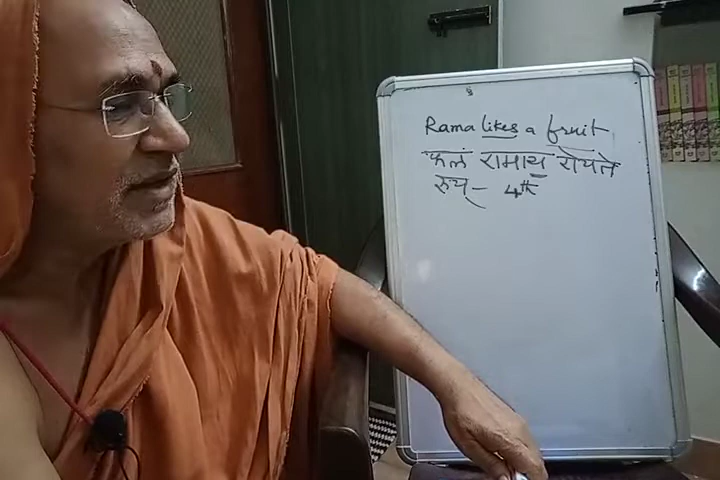 Rama likes a fruit
फलं रामाय रोचते
रुच् - 4th